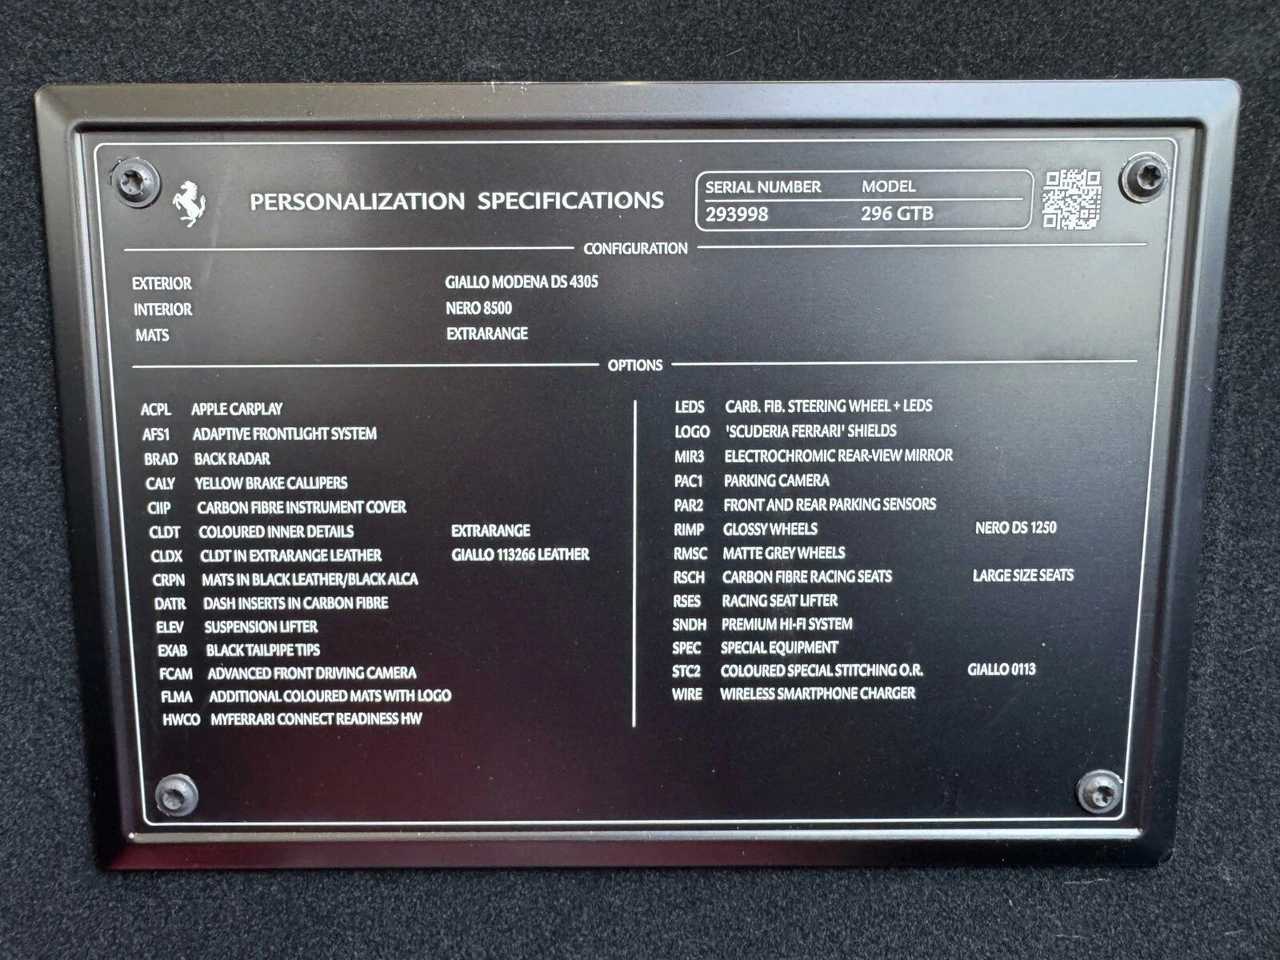 PERSONALIZATION SPECIFICATIONS
SERIAL NUMBER MODEL
293998 296 GTB
CONFIGURATION
EXTERIOR GIALLO MODENA DS 4305
INTERIOR NERO 8500
MATS EXTRARANGE
OPTIONS
ACPL APPLE CARPLAY
AFS1 ADAPTIVE FRONTLIGHT SYSTEM
BRAD BACK RADAR
CALY YELLOW BRAKE CALLIPERS
CIIP CARBON FIBRE INSTRUMENT COVER
CLDT COLOURED INNER DETAILS EXTRARANGE
CLDX CLDT IN EXTRARANGE LEATHER GIALLO 113266 LEATHER
CRPN MATS IN BLACK LEATHER/BLACK ALCA
DATR DASH INSERTS IN CARBON FIBRE
ELEV SUSPENSION LIFTER
EXAB BLACK TAILPIPE TIPS
FCAM ADVANCED FRONT DRIVING CAMERA
FLMA ADDITIONAL COLOURED MATS WITH LOGO
HWCO MYFERRARI CONNECT READINESS HW
LEDS CARB. FIB. STEERING WHEEL + LEDS
LOGO 'SCUDERIA FERRARI' SHIELDS
MIR3 ELECTROCHROMIC REAR-VIEW MIRROR
PAC1 PARKING CAMERA
PAR2 FRONT AND REAR PARKING SENSORS
RIMP GLOSSY WHEELS NERO DS 1250
RMSC MATTE GREY WHEELS
RSCH CARBON FIBRE RACING SEATS LARGE SIZE SEATS
RSES RACING SEAT LIFTER
SNDH PREMIUM HI-FI SYSTEM
SPEC SPECIAL EQUIPMENT
STC2 COLOURED SPECIAL STITCHING O.R. GIALLO 0113
WIRE WIRELESS SMARTPHONE CHARGER